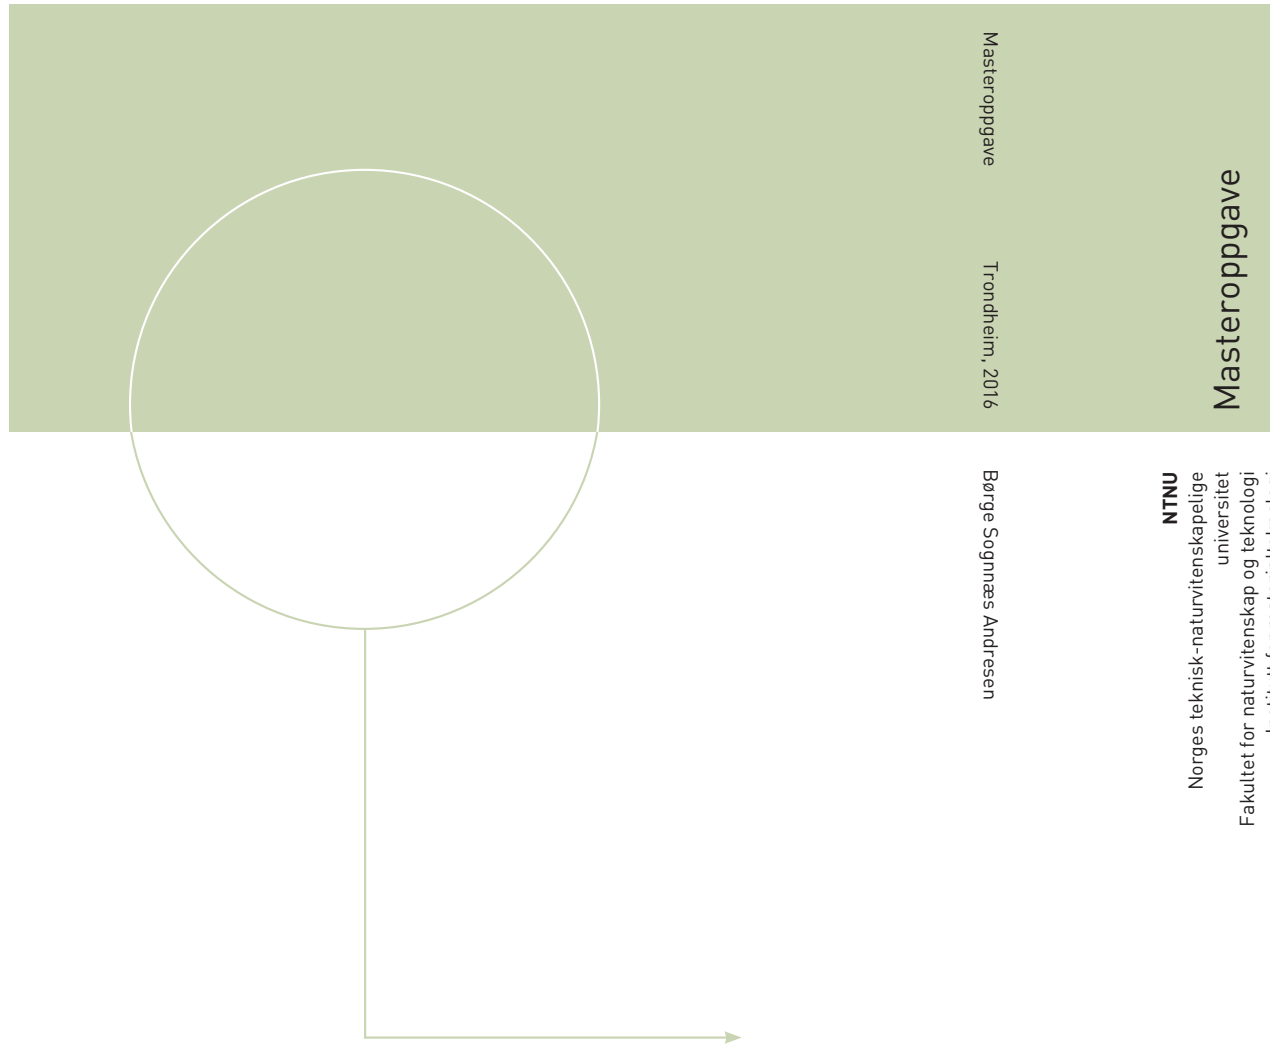 Masteroppgave
Trondheim, 2016
Børge Sognnæs Andresen
Masteroppgave
NTNU
Norges teknisk-naturvitenskapelige
universitet
Fakultet for naturvitenskap og teknologi